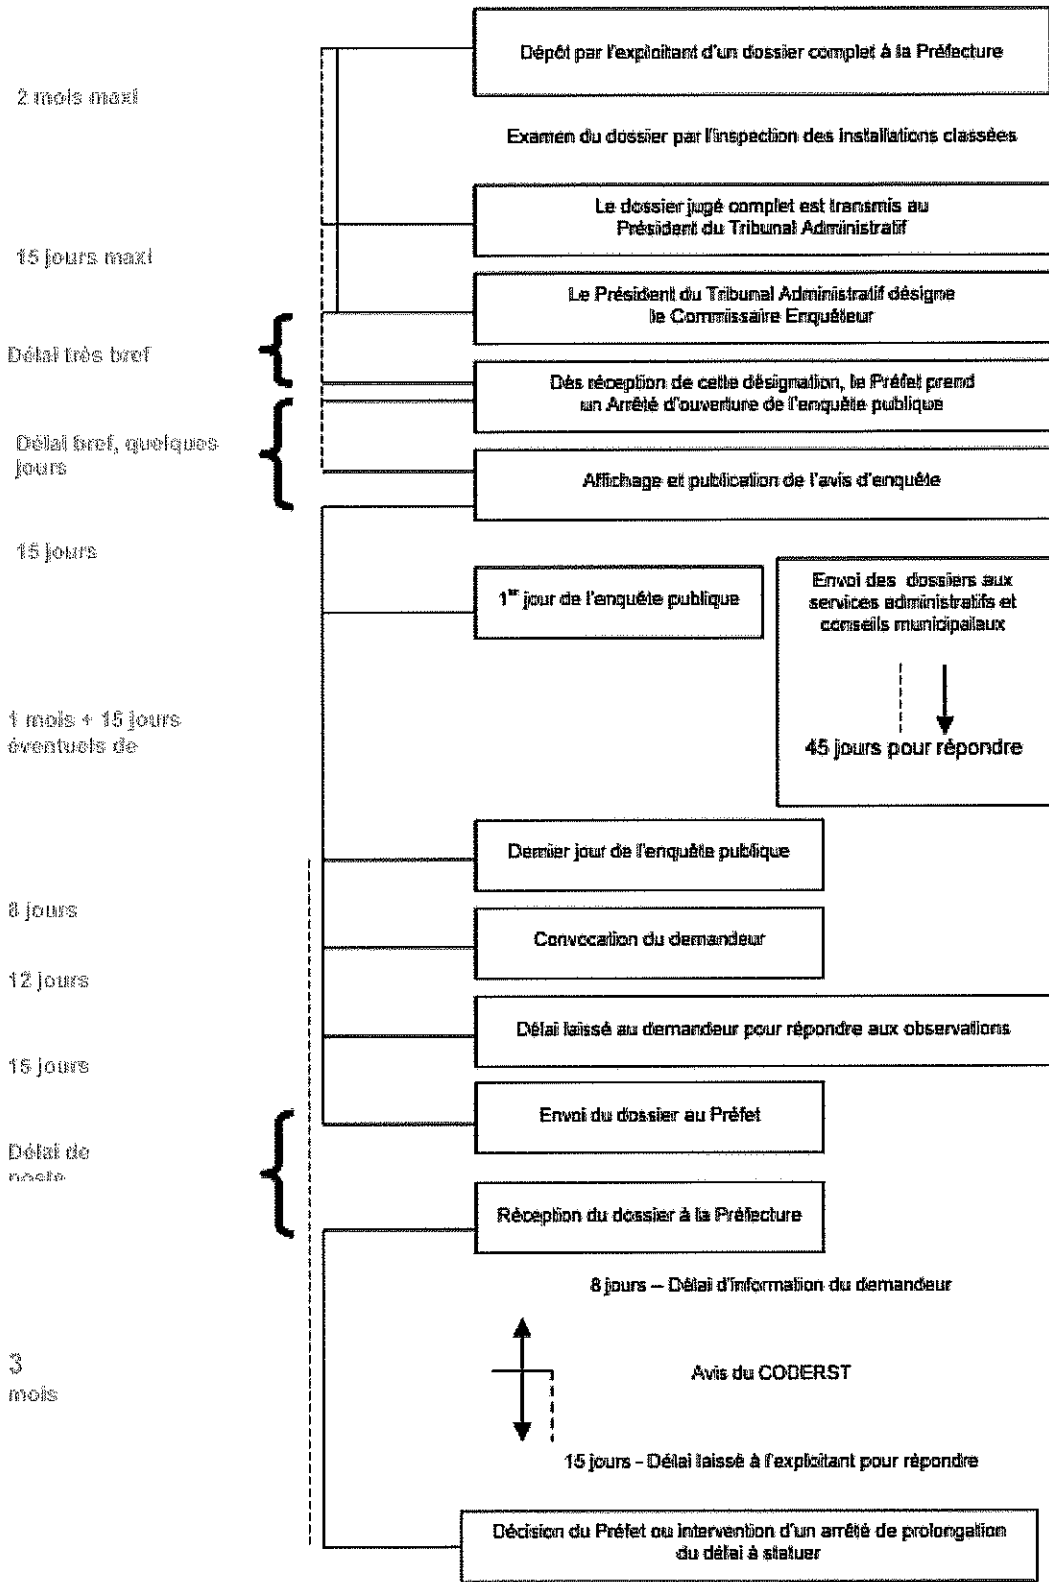 Dépôt par l'exploitant d'un dossier complet à la Préfecture
2 mois maxi
Examen du dossier par l'inspection des installations classées
Le dossier jugé complet est transmis au
Président du Tribunal Administratif
15 jours maxi
Le Président du Tribunal Administratif désigne
le Commissaire Enquêteur
Délai très bref
Dès réception de cette désignation, le Préfet prend
un Arrêté d'ouverture de l'enquête publique
Délai bref, quelques
jours
Affichage et publication de l'avis d'enquête
15 jours
1er jour de l'enquête publique
Envoi des dossiers aux
services administratifs et
conseils municipaux
45 jours pour répondre
1 mois + 15 jours
éventuels de
Dernier jour de l'enquête publique
8 jours
Convocation du demandeur
12 jours
Délai laissé au demandeur pour répondre aux observations
15 jours
Envoi du dossier au Préfet
Délai de
poste
Réception du dossier à la Préfecture
8 jours – Délai d'information du demandeur
3
mois
Avis du CODERST
15 jours - Délai laissé à l'exploitant pour répondre
Décision du Préfet ou intervention d'un arrêté de prolongation
du délai à statuer